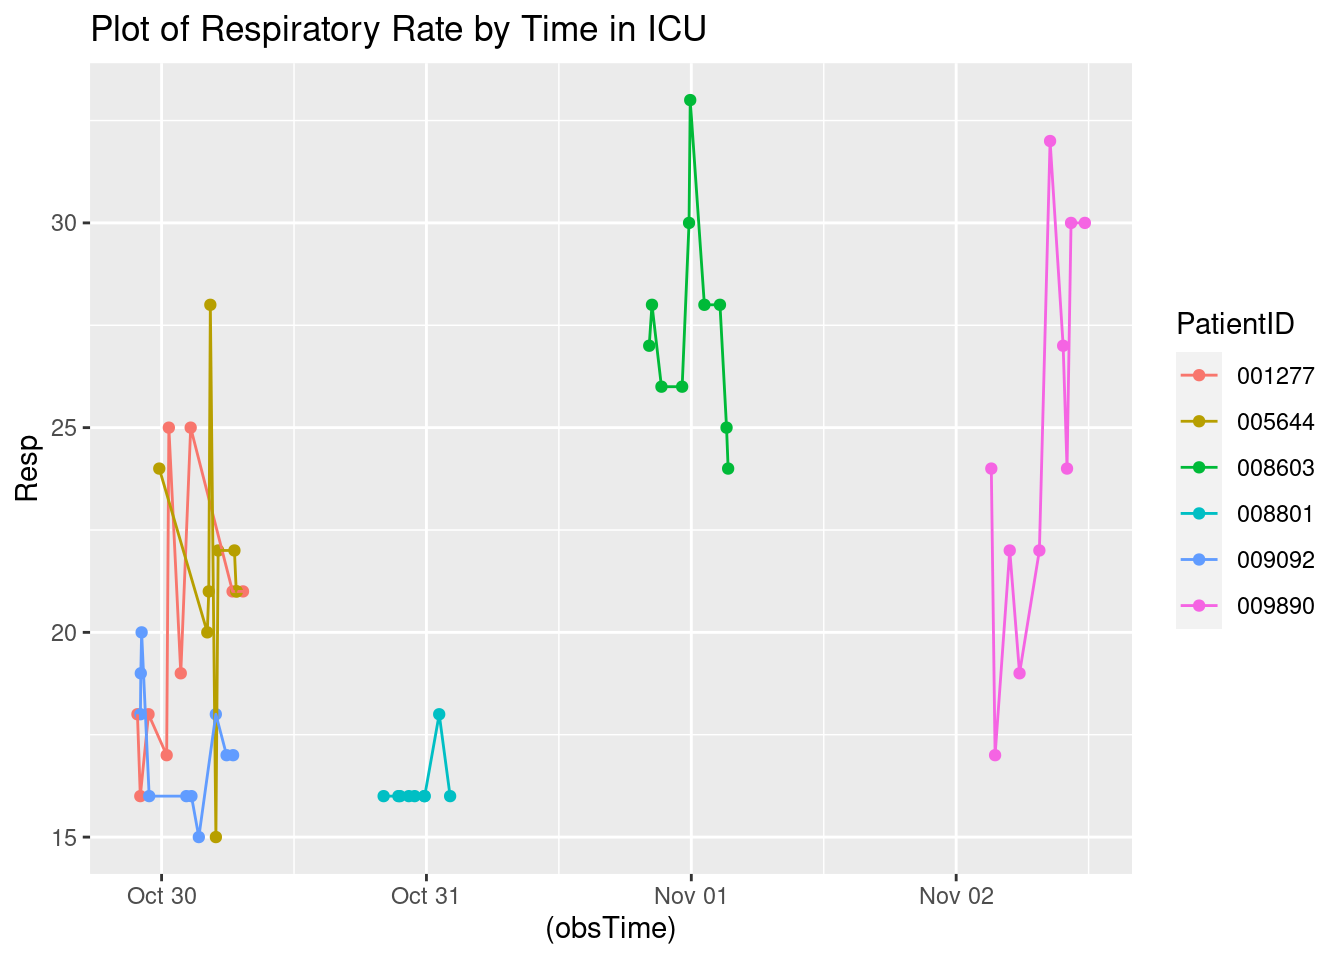 Plot of Respiratory Rate by Time in ICU
Resp
30
25
20
15
Oct 30
Oct 31
Nov 01
Nov 02
(obsTime)
PatientID
001277
005644
008603
008801
009092
009890